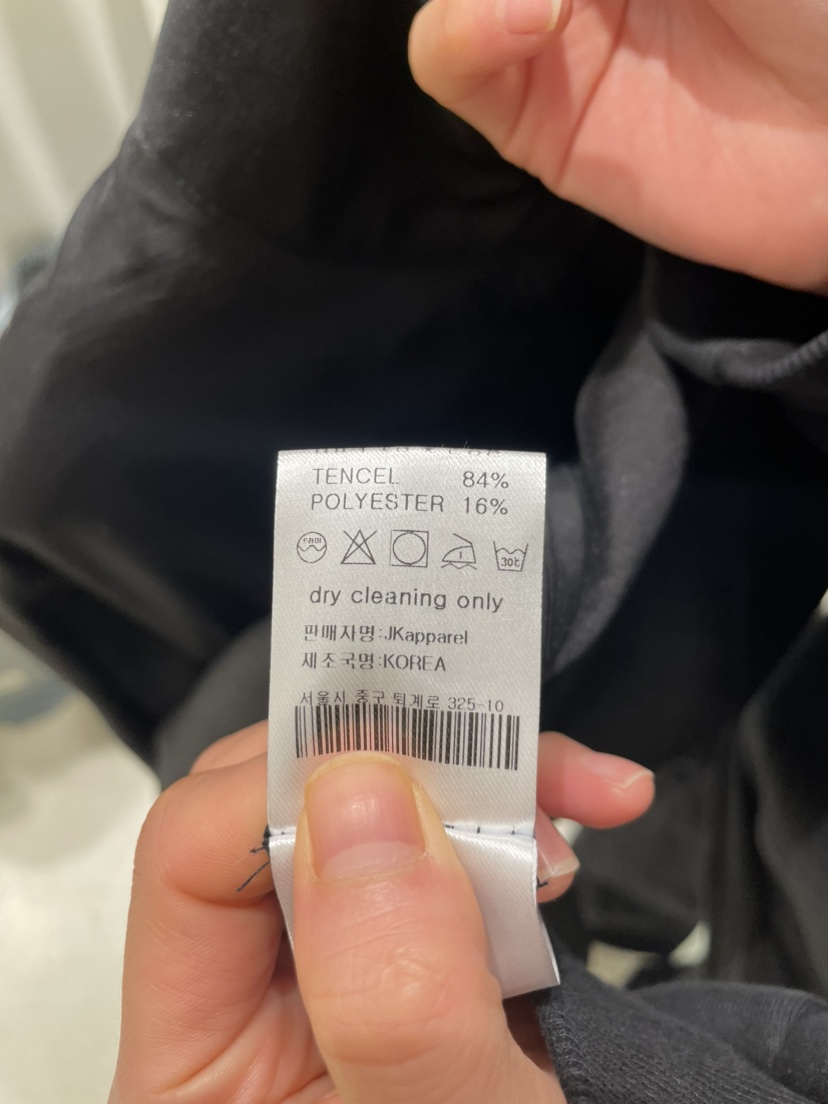 TENCEL 84%
POLYESTER 16%
드라이 30℃
dry cleaning only
판매자명:JKapparel
제조국명:KOREA
서울시 중구 퇴계로 325-10